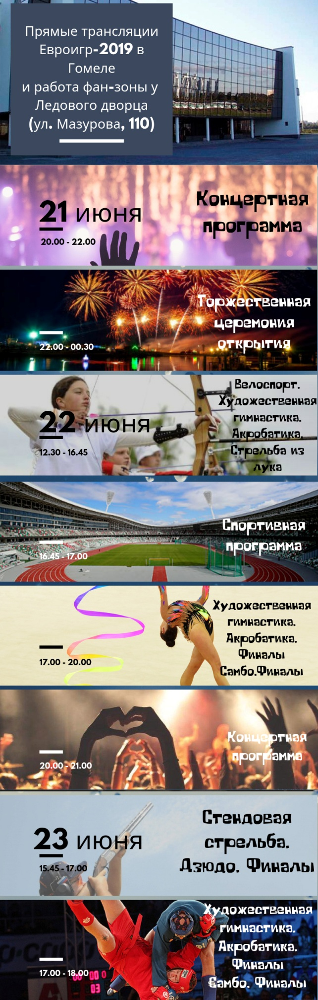 Прямые трансляции
Евроигр-2019 в
Гомеле
и работа фан-зоны у
Ледового дворца
(ул. Мазурова, 110)
21 июня
20.00 - 22.00
Концертная
программа
22.00 - 00.30
Торжественная
церемония
открытия
22 июня
12.30 - 16.45
Велоспорт.
Художественная
гимнастика.
Акробатика.
Стрельба из
лука
16.45 - 17.00
Спортивная
программа
17.00 - 20.00
Художественная
гимнастика.
Акробатика.
Финалы
Самбо.Финалы
20.00 - 21.00
Концертная
программа
23 июня
15.45 - 17.00
Стендовая
стрельба.
Дзюдо. Финалы
17.00 - 18.00
Художественная
гимнастика.
Акробатика.
Финалы
Самбо. Финалы
03